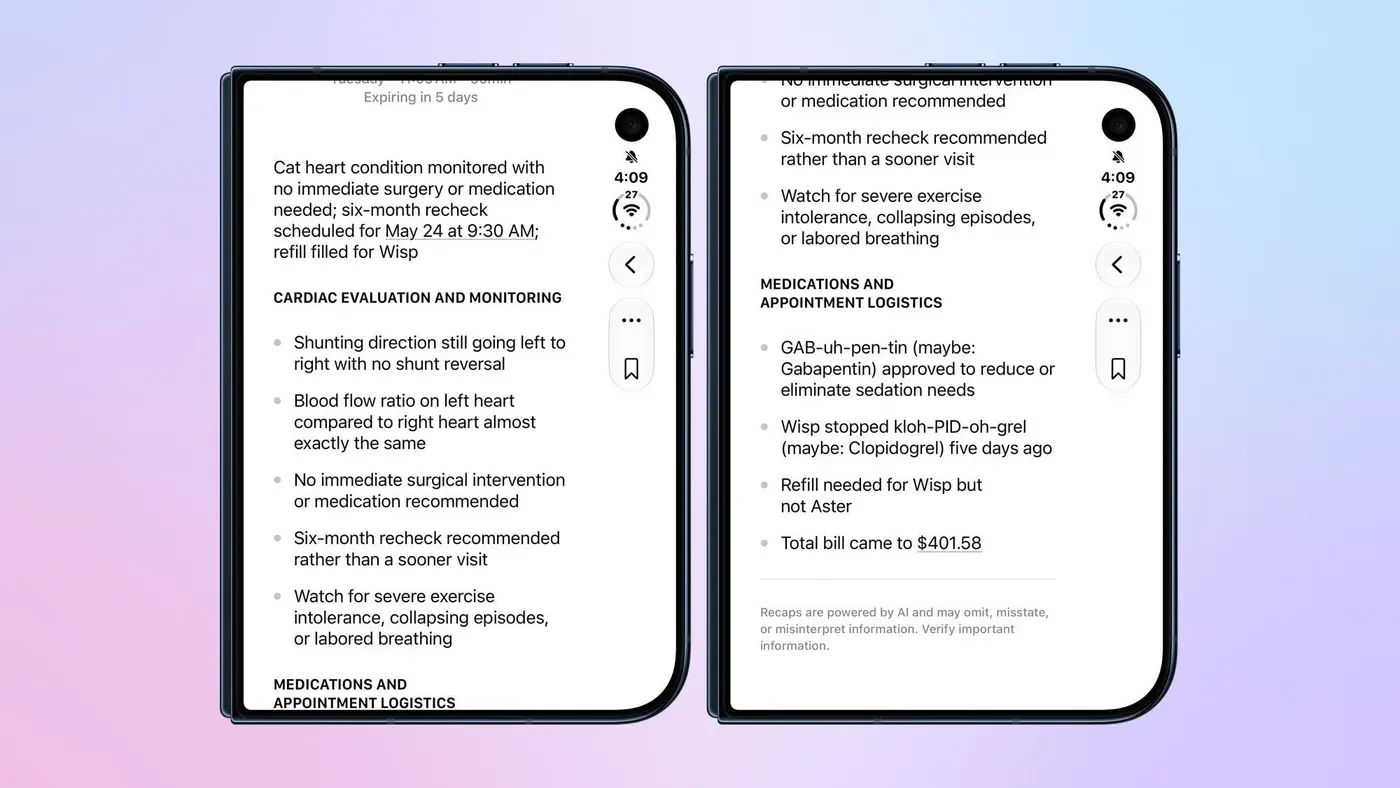 Tuesday
Expiring in 5 days
Cat heart condition monitored with
no immediate surgery or medication
needed; six-month recheck
scheduled for May 24 at 9:30 AM;
refill filled for Wisp
CARDIAC EVALUATION AND MONITORING
Shunting direction still going left to
right with no shunt reversal
Blood flow ratio on left heart
compared to right heart almost
exactly the same
No immediate surgical intervention
or medication recommended
Six-month recheck recommended
rather than a sooner visit
Watch for severe exercise
intolerance, collapsing episodes,
or labored breathing
MEDICATIONS AND
APPOINTMENT LOGISTICS
4:09
27
No immediate surgical intervention
or medication recommended
Six-month recheck recommended
rather than a sooner visit
Watch for severe exercise
intolerance, collapsing episodes,
or labored breathing
MEDICATIONS AND
APPOINTMENT LOGISTICS
GAB-uh-pen-tin (maybe:
Gabapentin) approved to reduce or
eliminate sedation needs
Wisp stopped kloh-PID-oh-grel
(maybe: Clopidogrel) five days ago
Refill needed for Wisp but
not Aster
Total bill came to $401.58
Recaps are powered by AI and may omit, misstate,
or misinterpret information. Verify important
information.
4:09
27